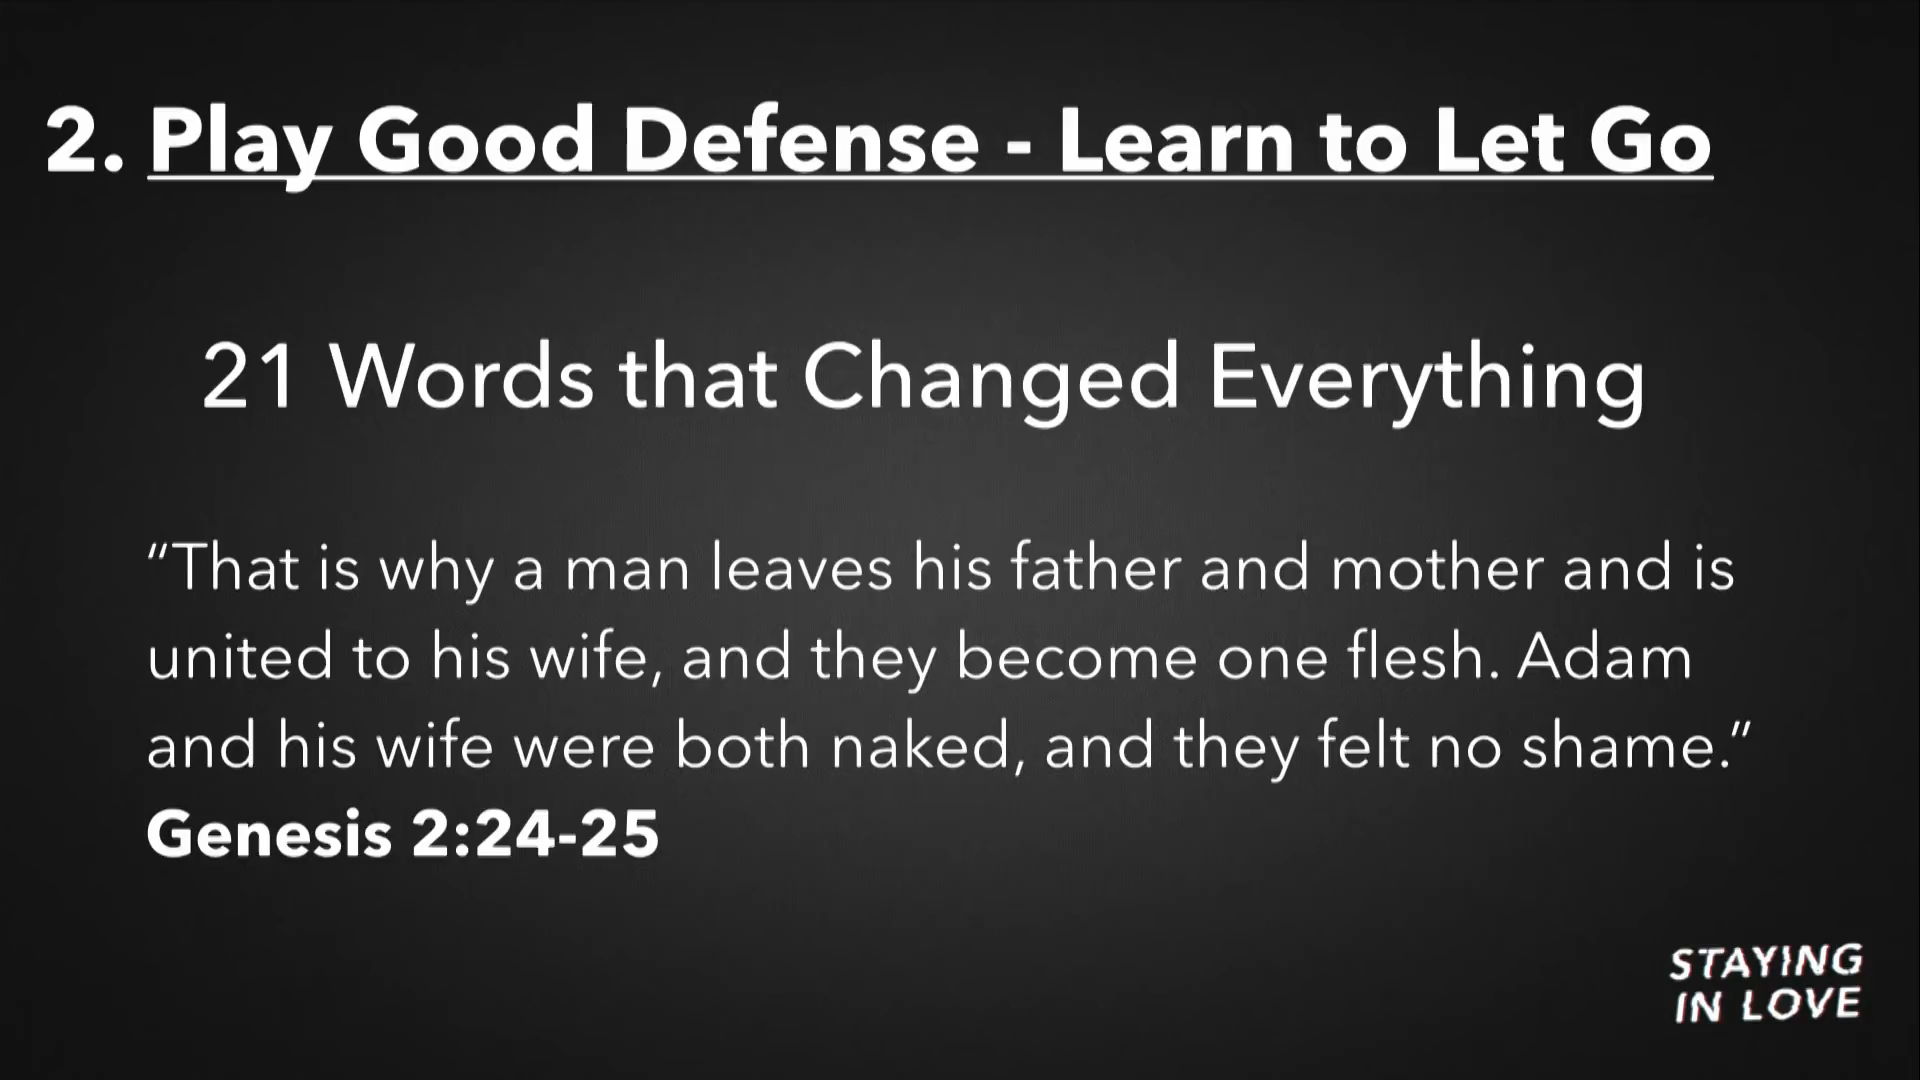 2. Play Good Defense - Learn to Let Go
21 Words that Changed Everything
“That is why a man leaves his father and mother and is
united to his wife, and they become one flesh. Adam
and his wife were both naked, and they felt no shame.”
Genesis 2:24-25
STAYING
IN LOVE